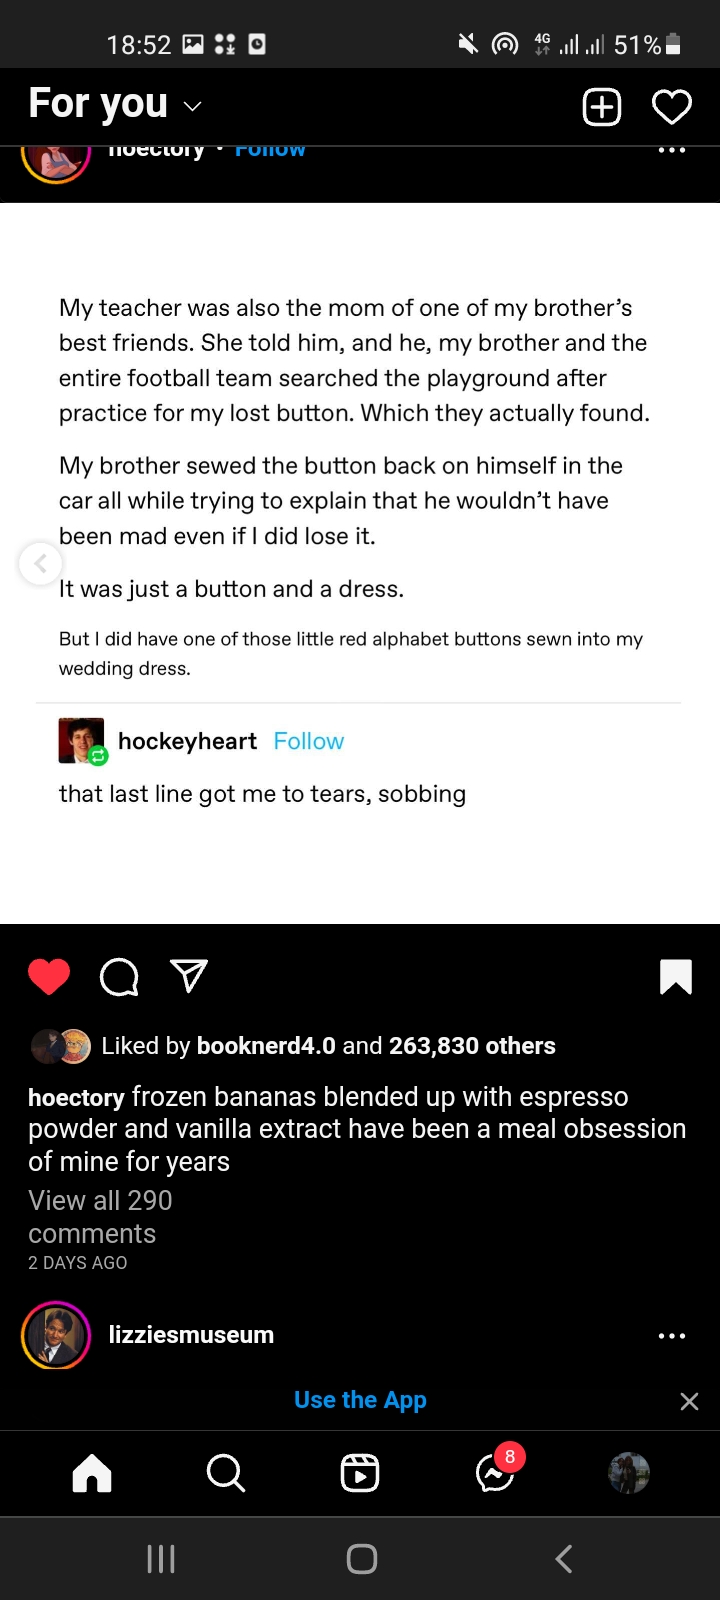 18:52
4G
51%
For you
hoectory • Follow
My teacher was also the mom of one of my brother’s
best friends. She told him, and he, my brother and the
entire football team searched the playground after
practice for my lost button. Which they actually found.
My brother sewed the button back on himself in the
car all while trying to explain that he wouldn’t have
been mad even if I did lose it.
It was just a button and a dress.
But I did have one of those little red alphabet buttons sewn into my
wedding dress.
hockeyheart Follow
that last line got me to tears, sobbing
Liked by booknerd4.0 and 263,830 others
hoectory frozen bananas blended up with espresso
powder and vanilla extract have been a meal obsession
of mine for years
View all 290
comments
2 DAYS AGO
lizziesmuseum
Use the App
8